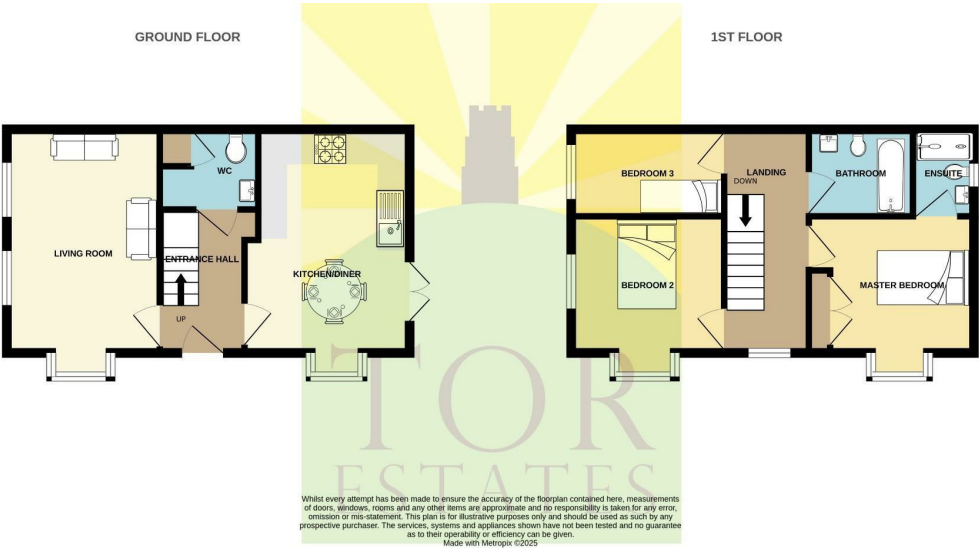 GROUND FLOOR
1ST FLOOR
WC
LIVING ROOM
ENTRANCE HALL
KITCHEN/DINER
UP
BEDROOM 3
LANDING
DOWN
BATHROOM
ENSUITE
BEDROOM 2
MASTER BEDROOM
TOR
ESTATES
Whilst every attempt has been made to ensure the accuracy of the floorplan contained here, measurements
of doors, windows, rooms and any other items are approximate and no responsibility is taken for any error,
omission or mis-statement. This plan is for illustrative purposes only and should be used as such by any
prospective purchaser. The services, systems and appliances shown have not been tested and no guarantee
as to their operability or efficiency can be given.
Made with Metropix ©2025